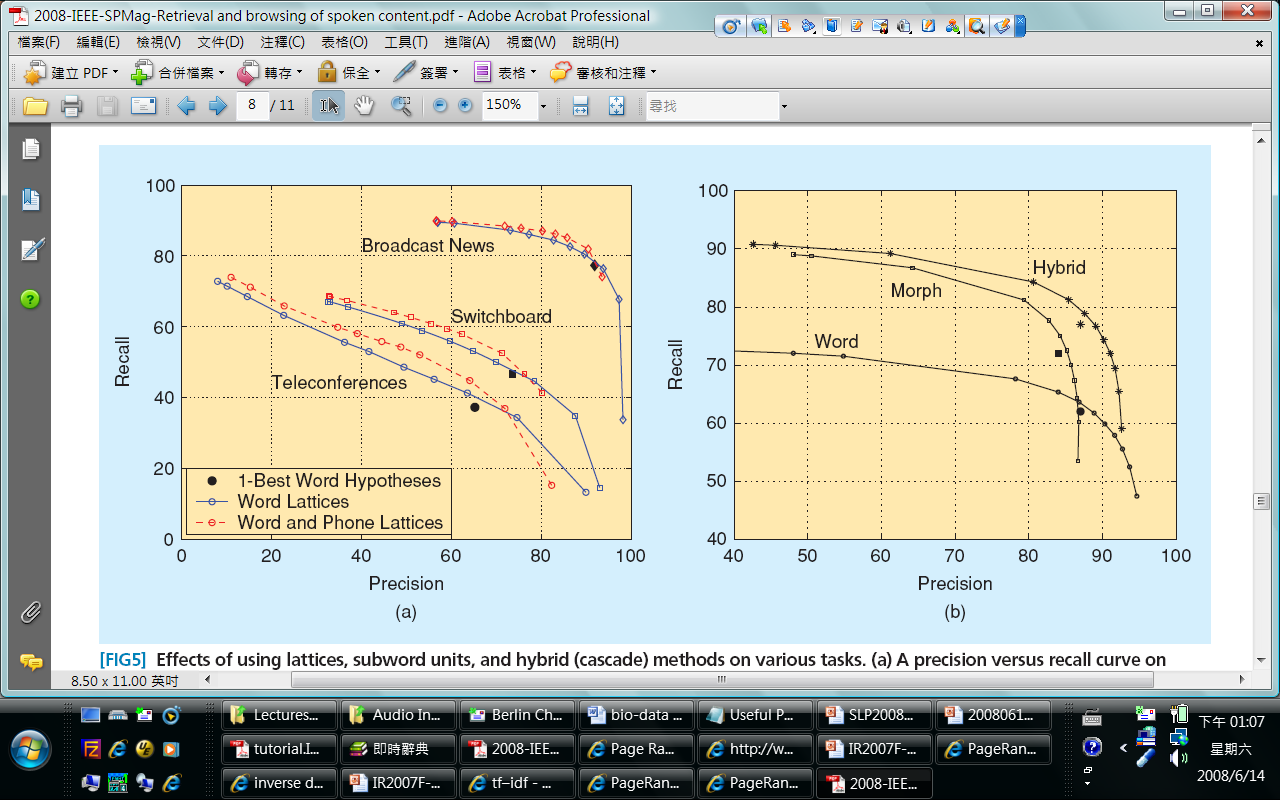 2008-IEEE-SPMag-Retrieval and browsing of spoken content.pdf - Adobe Acrobat Professional
檔案(F) 編輯(E) 檢視(V) 文件(D) 注釋(C) 表格(O) 工具(T) 進階(A) 視窗(W) 說明(H)
建立 PDF 合併檔案 轉存 保全 簽署 表格 審核和注釋
8 / 11 150% 尋找
100
80
60
40
20
0
Recall
Broadcast News
Switchboard
Teleconferences
1-Best Word Hypotheses
Word Lattices
Word and Phone Lattices
0 20 40 60 80 100
Precision
(a)
100
90
80
70
60
50
40
Recall
Hybrid
Morph
Word
40 50 60 70 80 90 100
Precision
(b)
[FIG5] Effects of using lattices, subword units, and hybrid (cascade) methods on various tasks. (a) A precision versus recall curve on
8.50 x 11.00 英吋
Lectures... Audio In... Berlin Ch... bio-data ... Useful P... SLP2008... 2008061...
tutorial.I... 即時辭典 2008-IEE... Page Ra... http://w... IR2007F-... PageRan...
inverse d... IR2007F-... tf–idf - ... PageRan... PageRan... 2008-IEE...
下午 01:07
星期六
2008/6/14